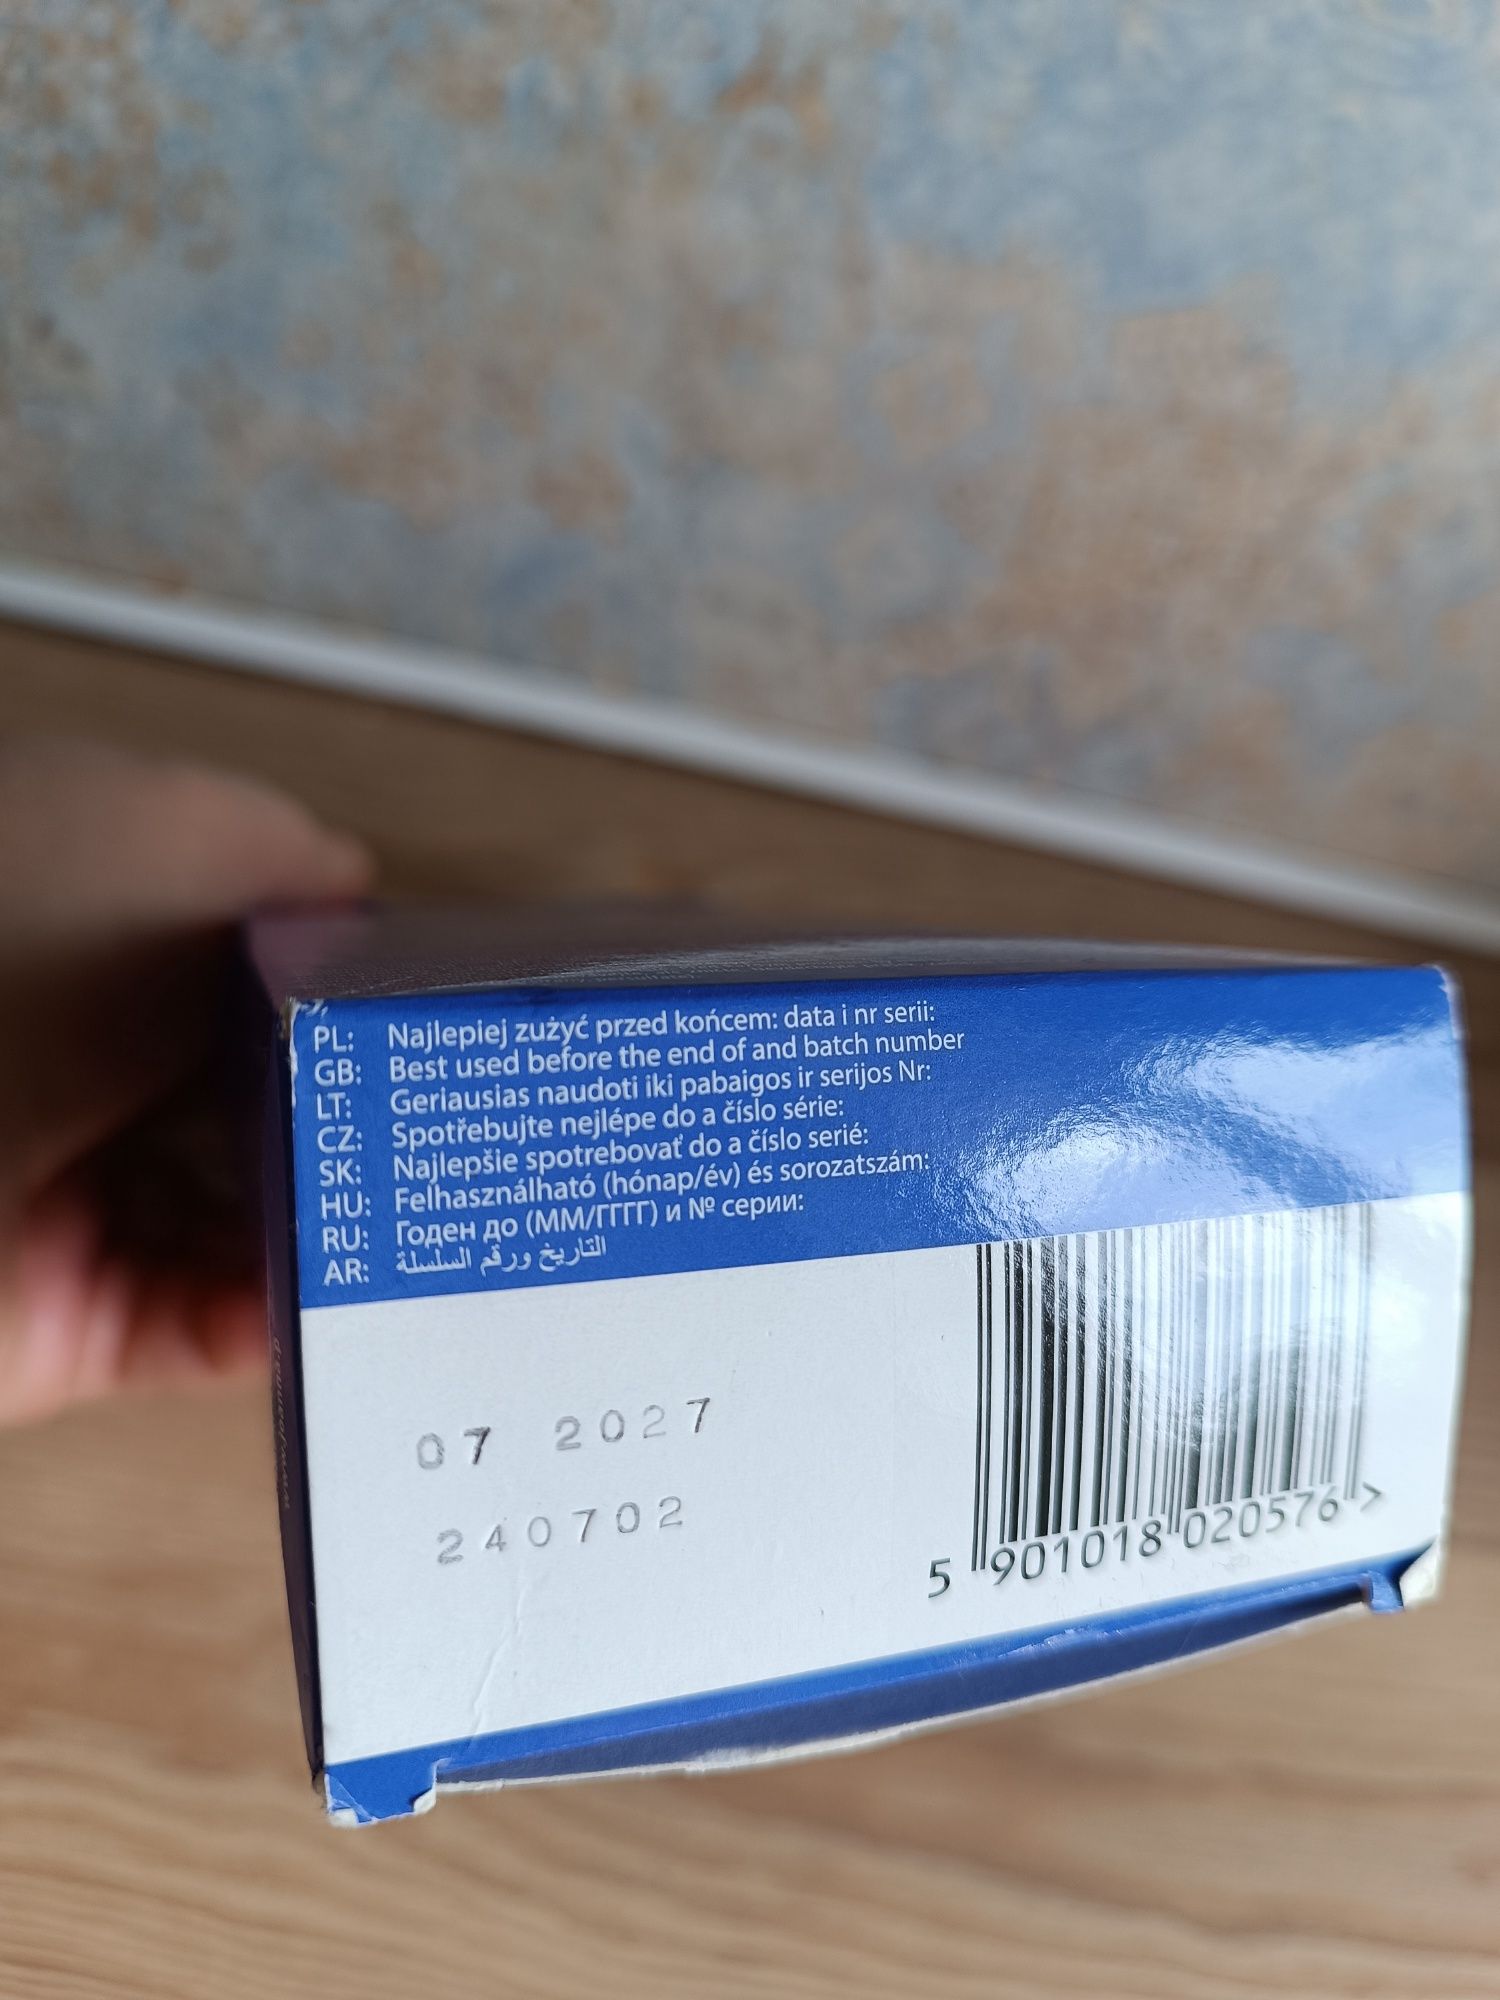 PL: Najlepiej zużyć przed końcem: data i nr serii:
GB: Best used before the end of and batch number
LT: Geriausias naudoti iki pabaigos ir serijos Nr:
CZ: Spotřebujte nejlépe do a číslo série:
SK: Najlepšie spotrebovať do a číslo serié:
HU: Felhasználható (hónap/év) és sorozatszám:
RU: Годен до (ММ/ГГГГ) и № серии:
AR: التاريخ ورقم السلسلة
07 2027
240702
5 901018 020576 >